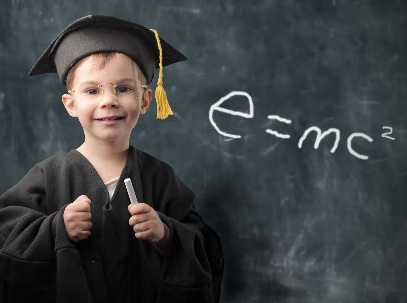 e = mc²